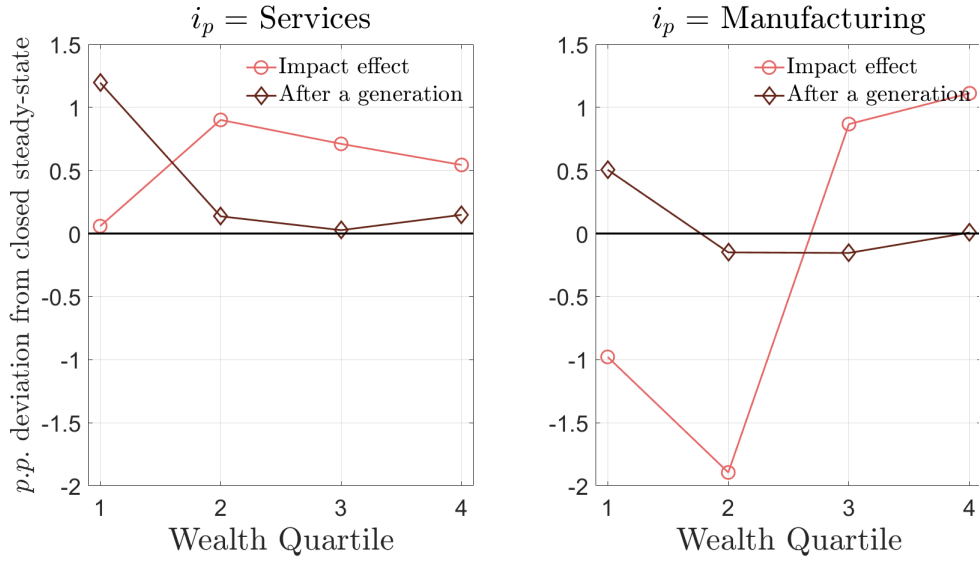 i_p = Services
Impact effect
After a generation
1.5
1
0.5
0
-0.5
-1
-1.5
-2
1 2 3 4
p.p. deviation from closed steady-state
Wealth Quartile
i_p = Manufacturing
Impact effect
After a generation
1.5
1
0.5
0
-0.5
-1
-1.5
-2
1 2 3 4
Wealth Quartile